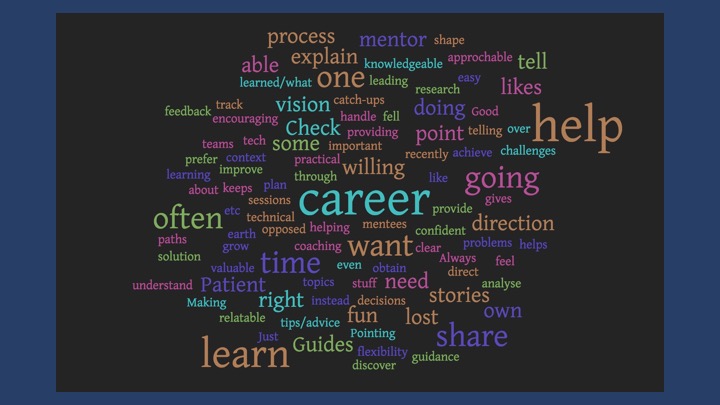 process mentor shape
able explain knowledgeable approchable tell
learned/what one leading research easy likes
feedback track vision catch-ups doing Good help
encouraging Check handle fell point telling over
teams tech some providing important recently achieve challenges
prefer context practical willing
learning improve through like going
about keeps plan career gives
often etc sessions provide
technical mentees direction
paths earth opposed helping confident
solution grow coaching want clear problems helps
valuable time even obtain Always feel
understand Patient topics stuff need direct analyse
Making right instead decisions stories
relatable tips/advice fun lost own
Just Pointing share
learn Guides flexibility guidance
discover